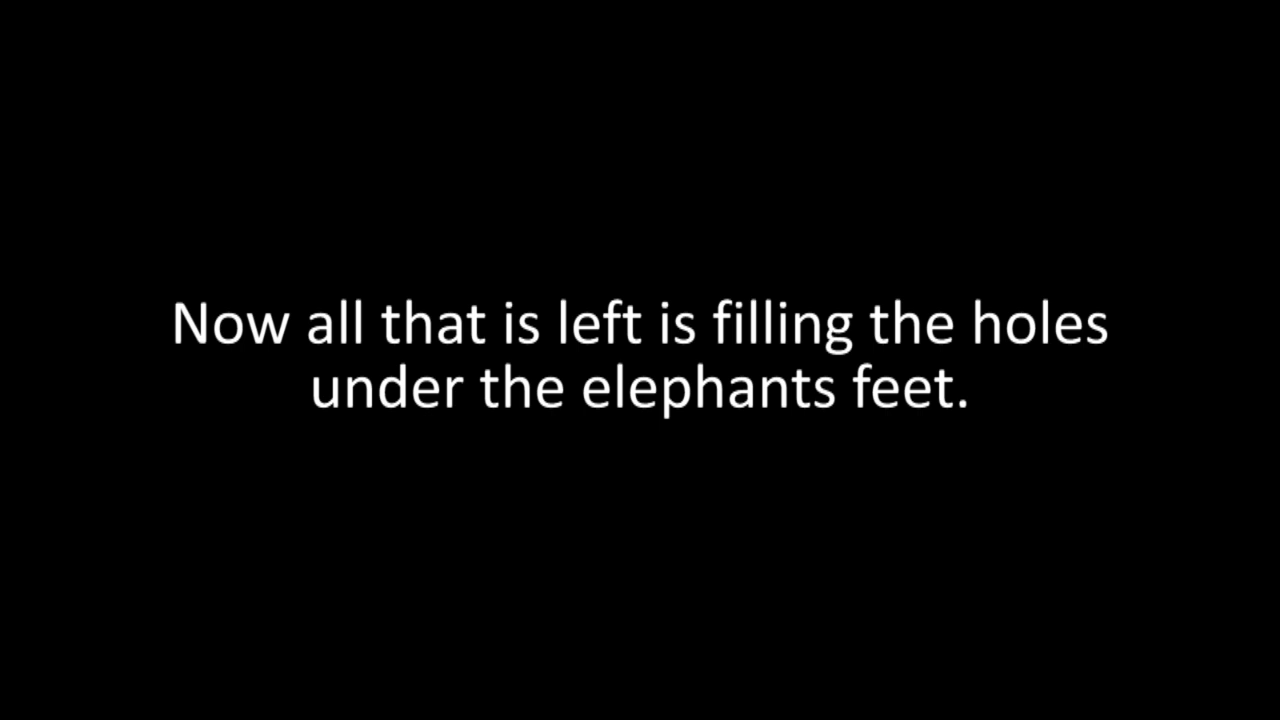 Now all that is left is filling the holes
under the elephants feet.